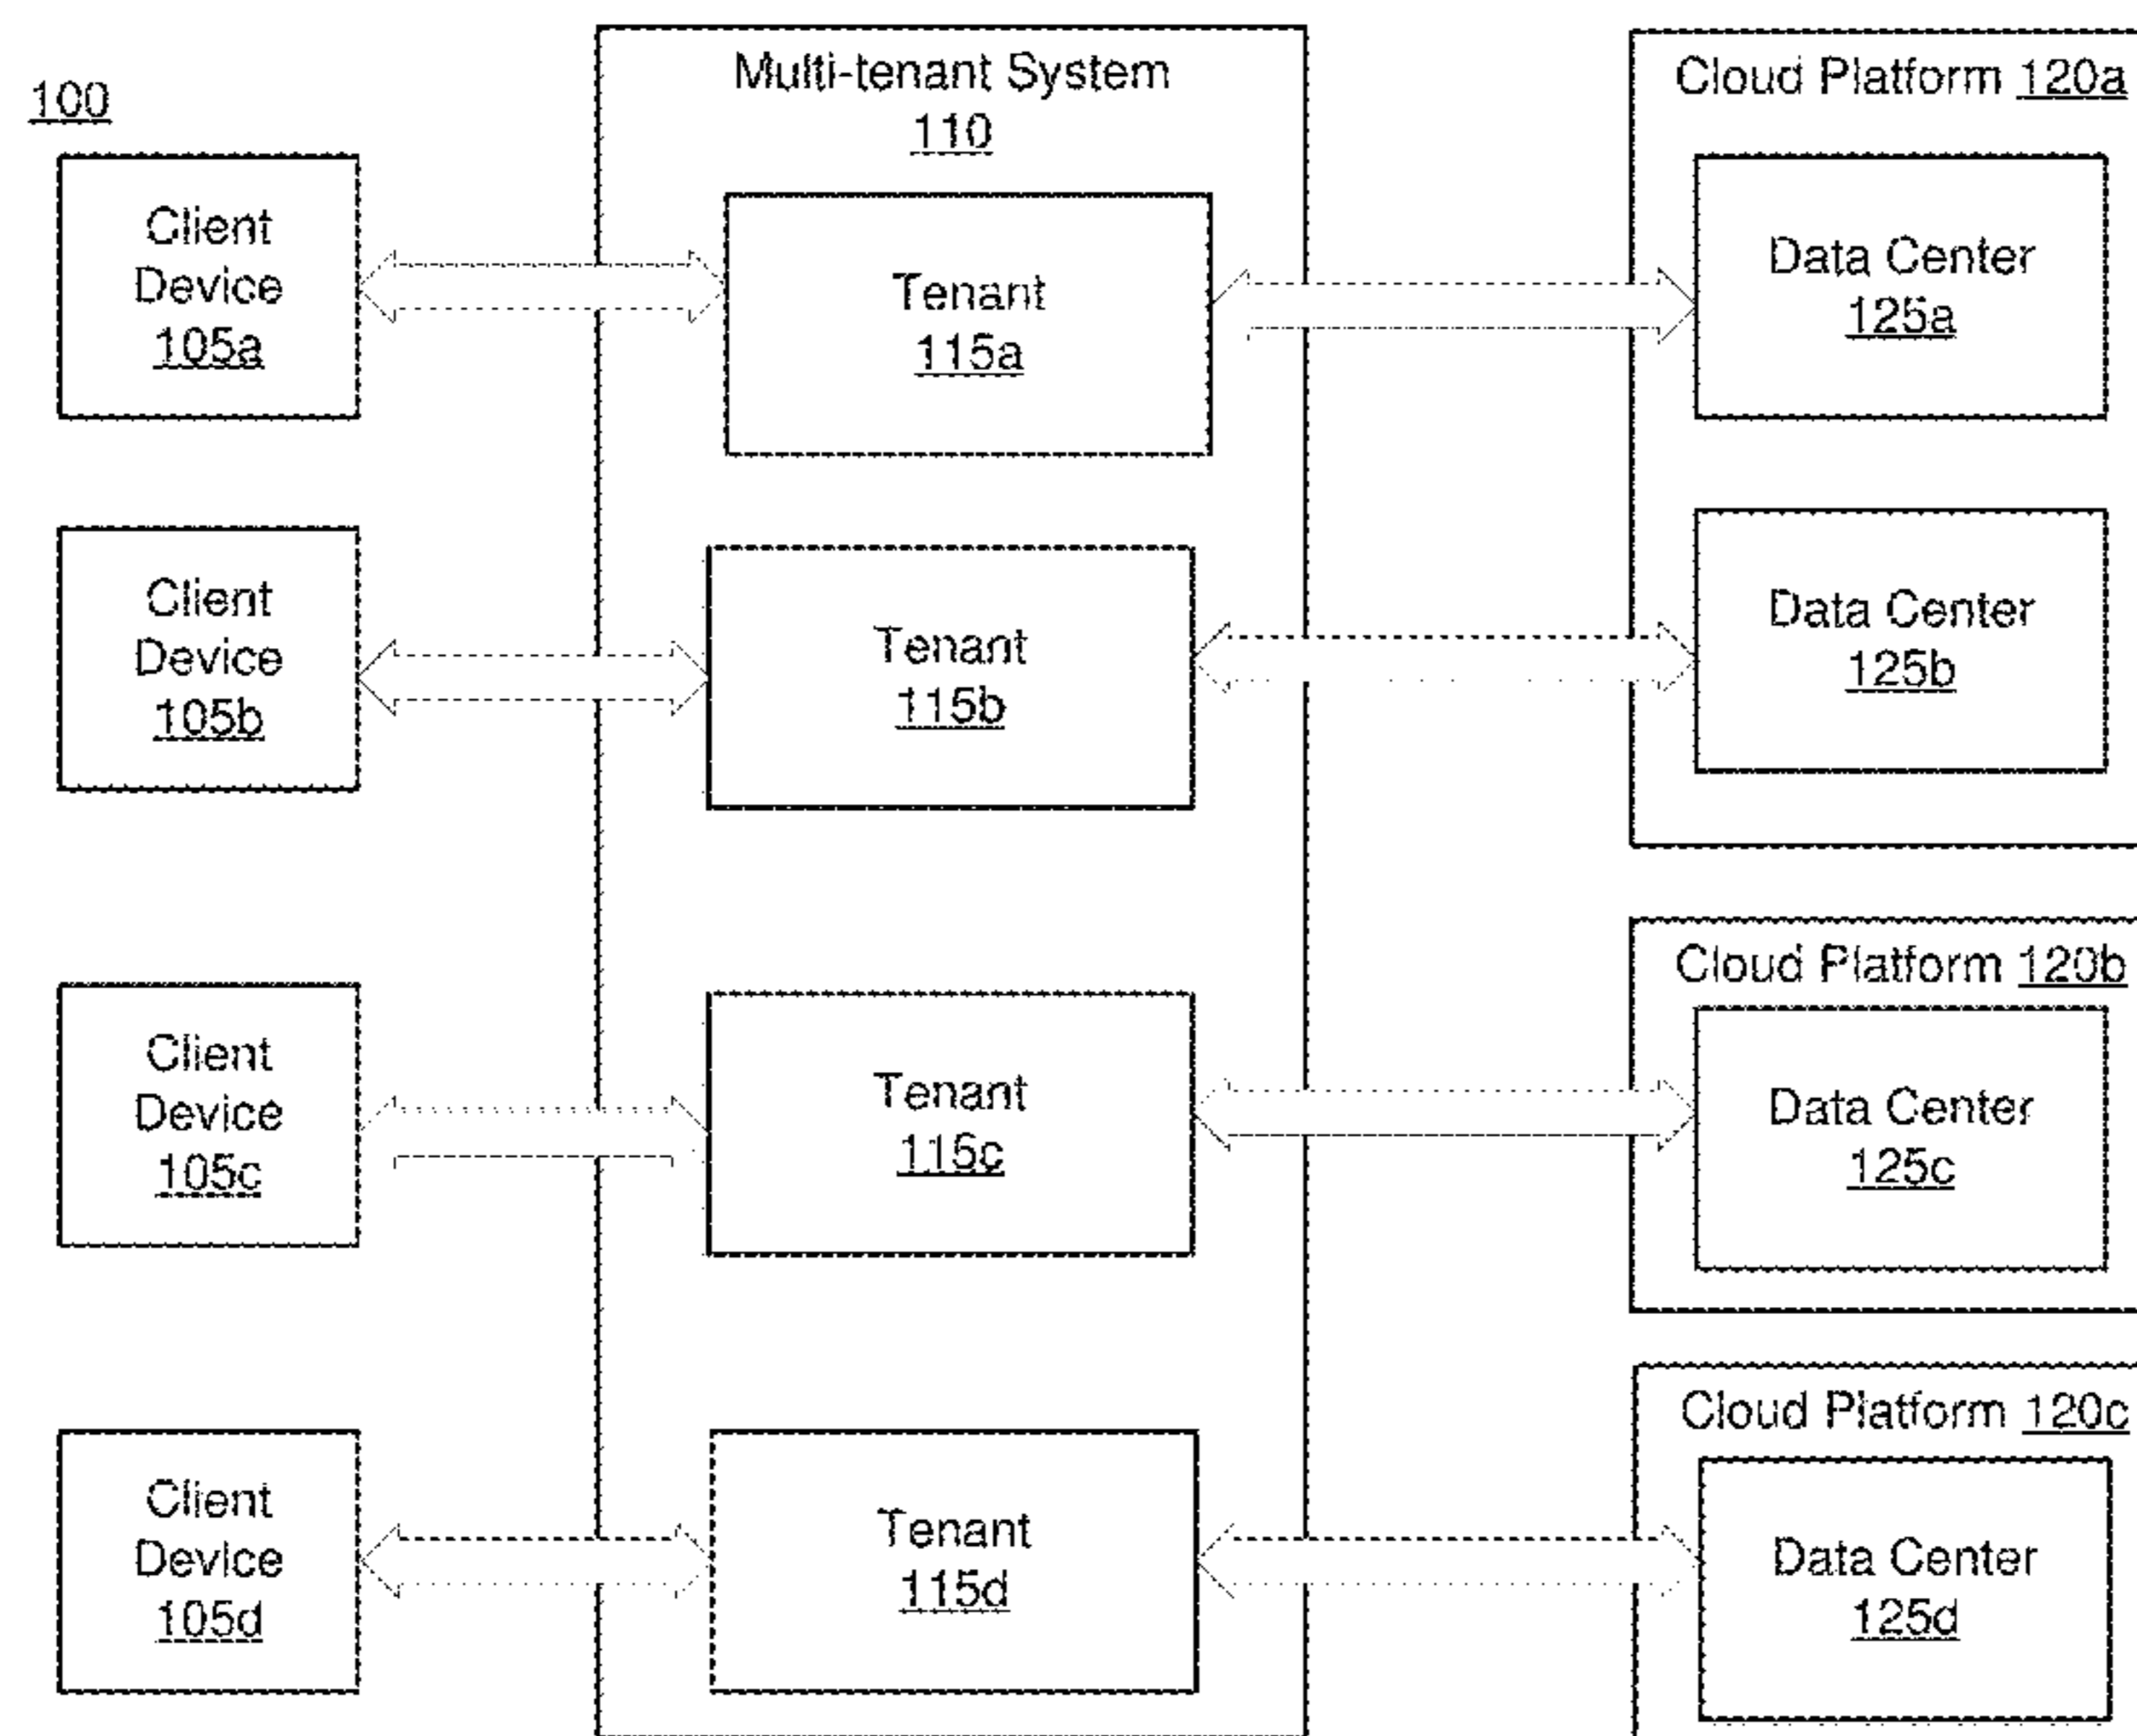 100
Multi-tenant System
110
Cloud Platform 120a
Client
Device
105a
Tenant
115a
Data Center
125a
Client
Device
105b
Tenant
115b
Data Center
125b
Cloud Platform 120b
Client
Device
105c
Tenant
115c
Data Center
125c
Cloud Platform 120c
Client
Device
105d
Tenant
115d
Data Center
125d